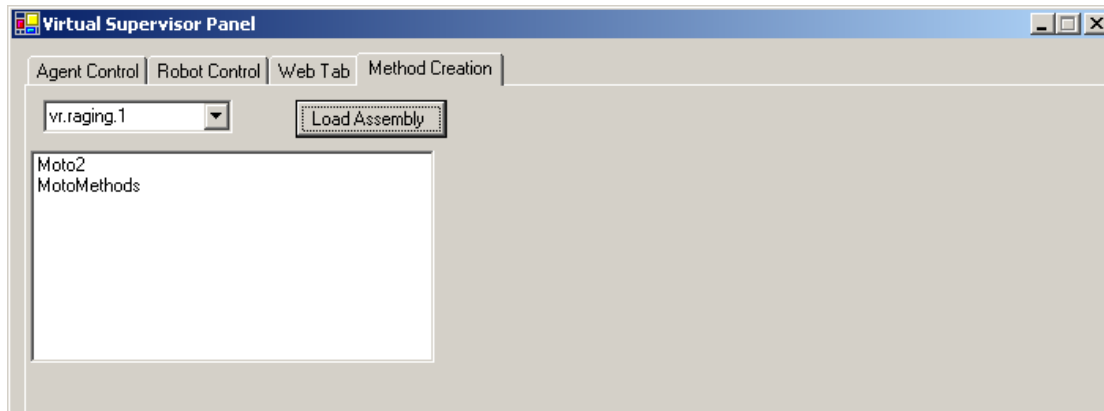 Virtual Supervisor Panel
Agent Control Robot Control Web Tab Method Creation
vr.raging.1 Load Assembly
Moto2
MotoMethods